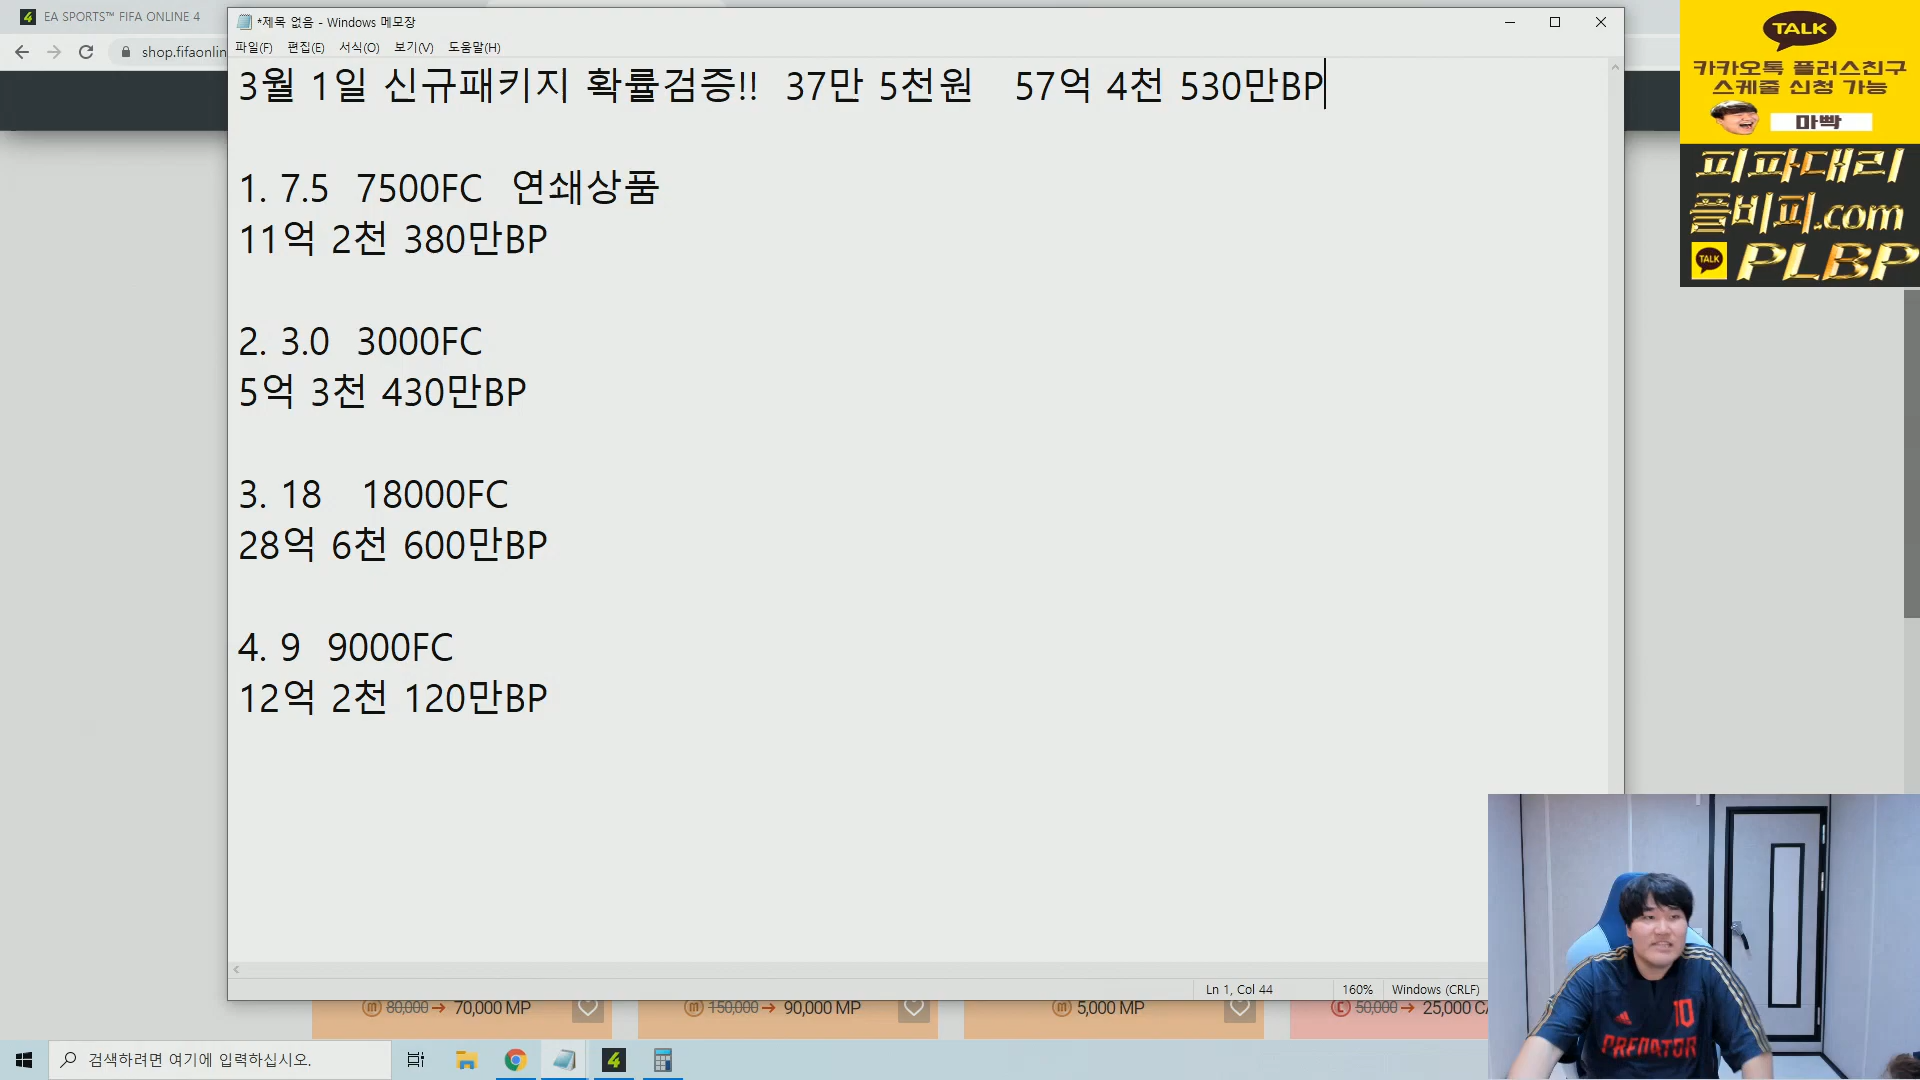 EA SPORTS™ FIFA ONLINE 4
shop.fifaonlin
*제목 없음 - Windows 메모장
파일(F) 편집(E) 서식(O) 보기(V) 도움말(H)
3월 1일 신규패키지 확률검증!! 37만 5천원 57억 4천 530만BP
1. 7.5 7500FC 연쇄상품
11억 2천 380만BP
2. 3.0 3000FC
5억 3천 430만BP
3. 18 18000FC
28억 6천 600만BP
4. 9 9000FC
12억 2천 120만BP
Ln 1, Col 44 160% Windows (CRLF)
80,000 → 70,000 MP 150,000 → 90,000 MP 5,000 MP 50,000 → 25,000 CA
검색하려면 여기에 입력하십시오.
TALK
카카오톡 플러스친구
스케줄 신청 가능
마빡
피파대리
플비피.com
TALK PLBP
10
PREDATOR